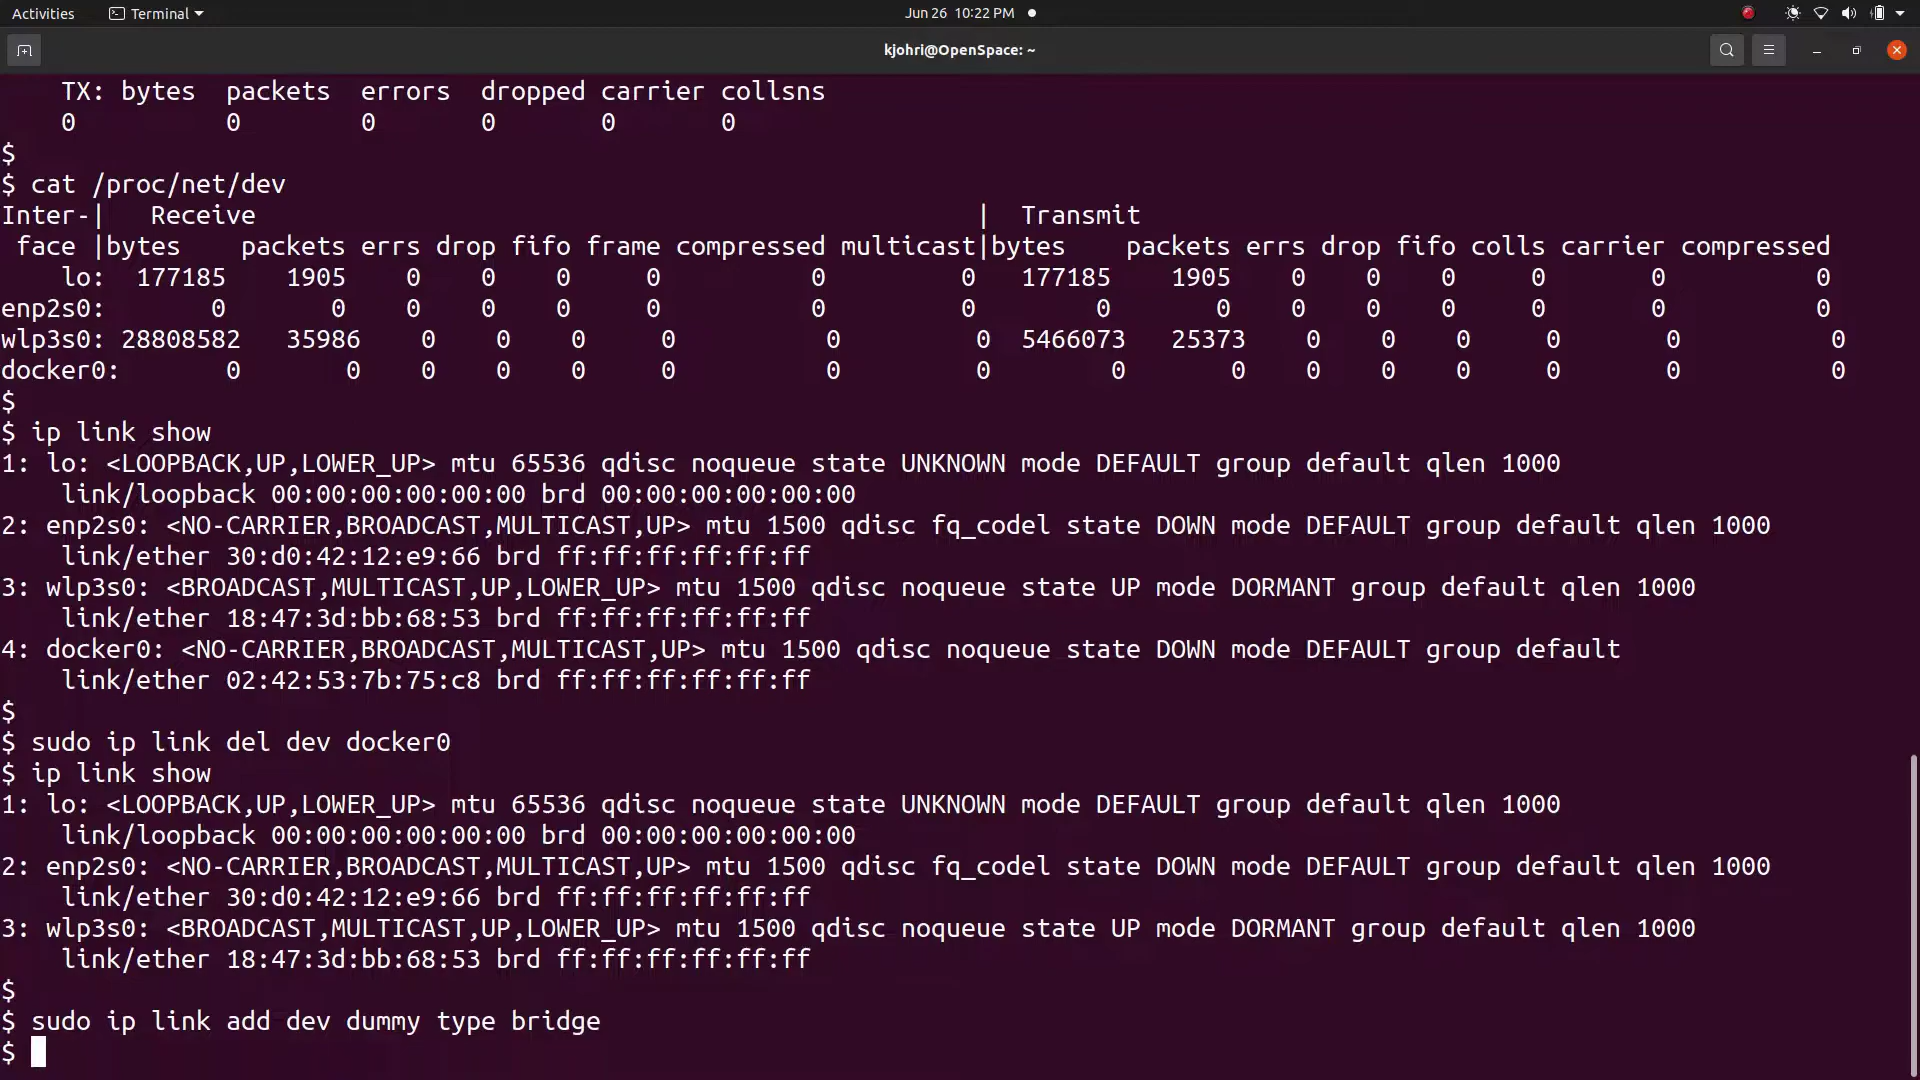 Activities Terminal Jun 26 10:22 PM
kjohri@OpenSpace: ~
TX: bytes packets errors dropped carrier collsns
0 0 0 0 0 0
$
$ cat /proc/net/dev
Inter-| Receive | Transmit
face |bytes packets errs drop fifo frame compressed multicast|bytes packets errs drop fifo colls carrier compressed
lo: 177185 1905 0 0 0 0 0 0 177185 1905 0 0 0 0 0 0
enp2s0: 0 0 0 0 0 0 0 0 0 0 0 0 0 0 0 0
wlp3s0: 28808582 35986 0 0 0 0 0 0 5466073 25373 0 0 0 0 0 0
docker0: 0 0 0 0 0 0 0 0 0 0 0 0 0 0 0 0
$
$ ip link show
1: lo: <LOOPBACK,UP,LOWER_UP> mtu 65536 qdisc noqueue state UNKNOWN mode DEFAULT group default qlen 1000
link/loopback 00:00:00:00:00:00 brd 00:00:00:00:00:00
2: enp2s0: <NO-CARRIER,BROADCAST,MULTICAST,UP> mtu 1500 qdisc fq_codel state DOWN mode DEFAULT group default qlen 1000
link/ether 30:d0:42:12:e9:66 brd ff:ff:ff:ff:ff:ff
3: wlp3s0: <BROADCAST,MULTICAST,UP,LOWER_UP> mtu 1500 qdisc noqueue state UP mode DORMANT group default qlen 1000
link/ether 18:47:3d:bb:68:53 brd ff:ff:ff:ff:ff:ff
4: docker0: <NO-CARRIER,BROADCAST,MULTICAST,UP> mtu 1500 qdisc noqueue state DOWN mode DEFAULT group default
link/ether 02:42:53:7b:75:c8 brd ff:ff:ff:ff:ff:ff
$
$ sudo ip link del dev docker0
$ ip link show
1: lo: <LOOPBACK,UP,LOWER_UP> mtu 65536 qdisc noqueue state UNKNOWN mode DEFAULT group default qlen 1000
link/loopback 00:00:00:00:00:00 brd 00:00:00:00:00:00
2: enp2s0: <NO-CARRIER,BROADCAST,MULTICAST,UP> mtu 1500 qdisc fq_codel state DOWN mode DEFAULT group default qlen 1000
link/ether 30:d0:42:12:e9:66 brd ff:ff:ff:ff:ff:ff
3: wlp3s0: <BROADCAST,MULTICAST,UP,LOWER_UP> mtu 1500 qdisc noqueue state UP mode DORMANT group default qlen 1000
link/ether 18:47:3d:bb:68:53 brd ff:ff:ff:ff:ff:ff
$
$ sudo ip link add dev dummy type bridge
$